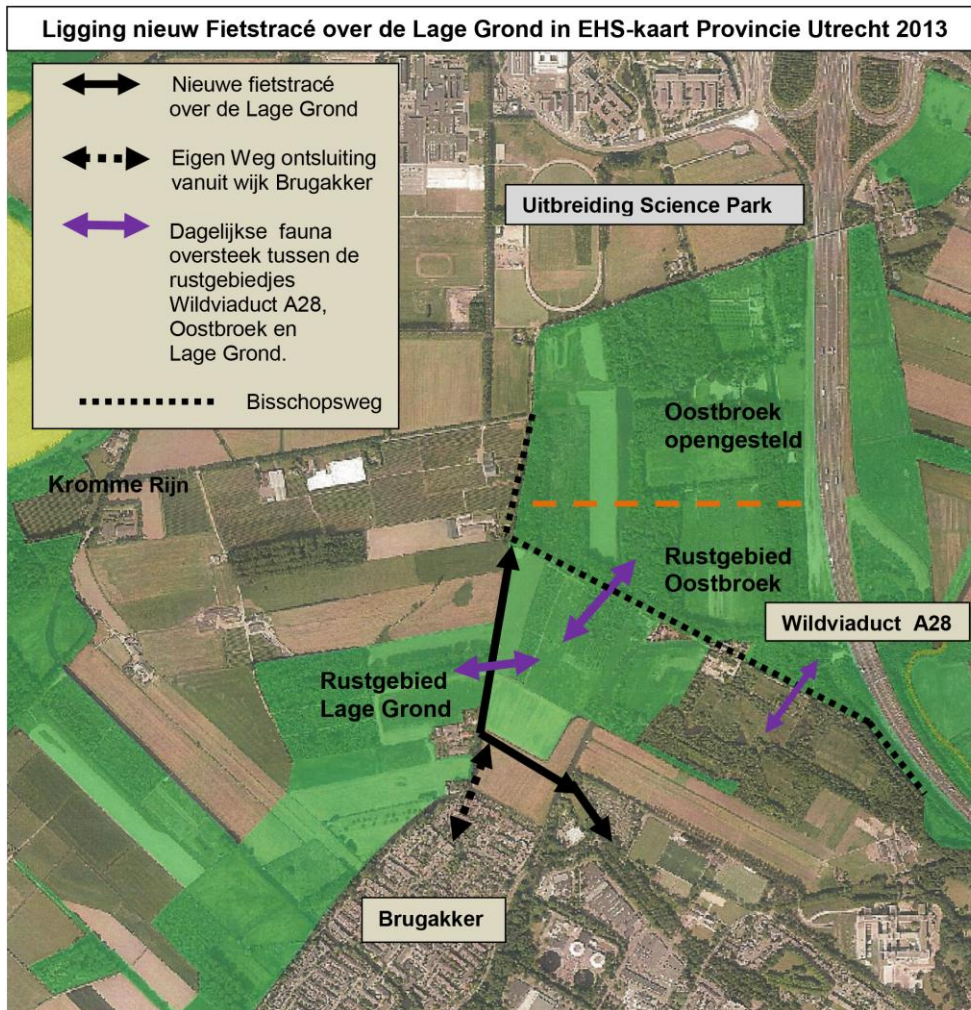 Ligging nieuw Fietstracé over de Lage Grond in EHS-kaart Provincie Utrecht 2013
Nieuwe fietstracé
over de Lage Grond
Eigen Weg ontsluiting
vanuit wijk Brugakker
Dagelijkse fauna
oversteek tussen de
rustgebiedjes
Wildviaduct A28,
Oostbroek en
Lage Grond.
Bisschopsweg
Uitbreiding Science Park
Oostbroek
opengesteld
Kromme Rijn
Rustgebied
Oostbroek
Wildviaduct A28
Rustgebied
Lage Grond
Brugakker